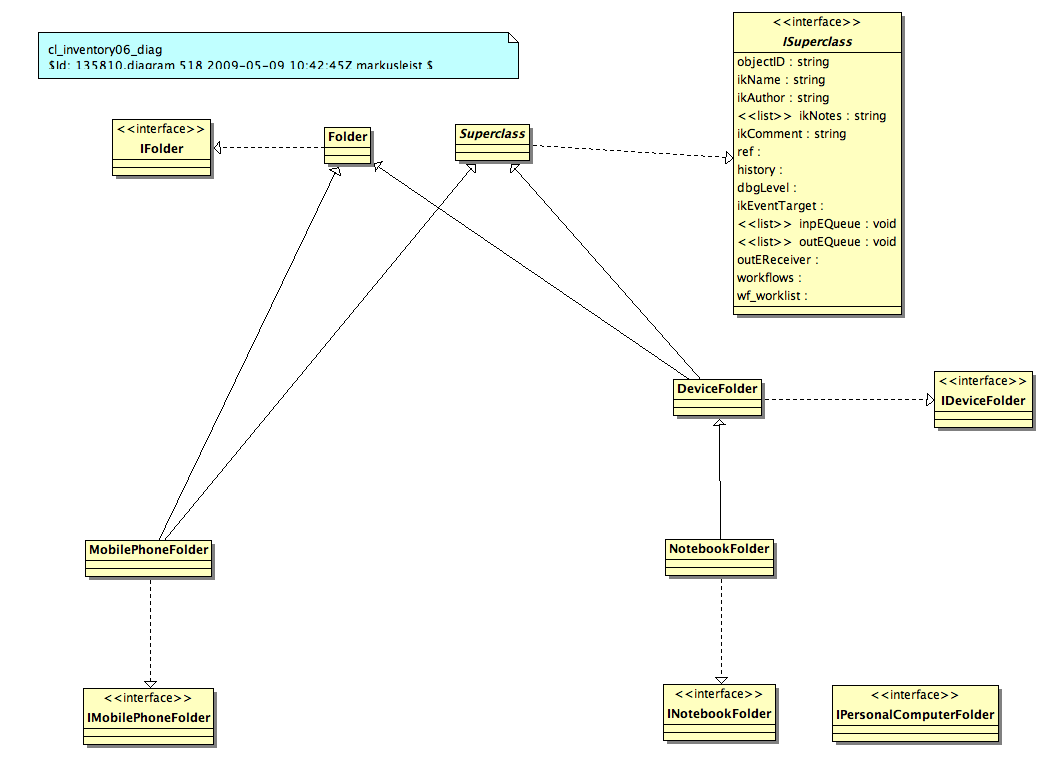 cl_inventory06_diag
$Id: 135810.diagram 518 2009-05-09 10:42:45Z markusleist $
<<interface>>
ISuperclass
objectID : string
ikName : string
ikAuthor : string
<<list>> ikNotes : string
ikComment : string
ref :
history :
dbgLevel :
ikEventTarget :
<<list>> inpEQueue : void
<<list>> outEQueue : void
outEReceiver :
workflows :
wf_worklist :
<<interface>>
IFolder
Folder
Superclass
DeviceFolder
<<interface>>
IDeviceFolder
MobilePhoneFolder
NotebookFolder
<<interface>>
IMobilePhoneFolder
<<interface>>
INotebookFolder
<<interface>>
IPersonalComputerFolder